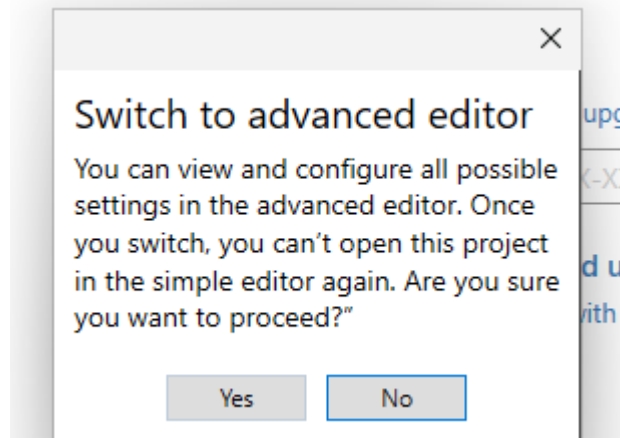 Switch to advanced editor
You can view and configure all possible
settings in the advanced editor. Once
you switch, you can’t open this project
in the simple editor again. Are you sure
you want to proceed?”
Yes
No
upg
X-X
d u
with